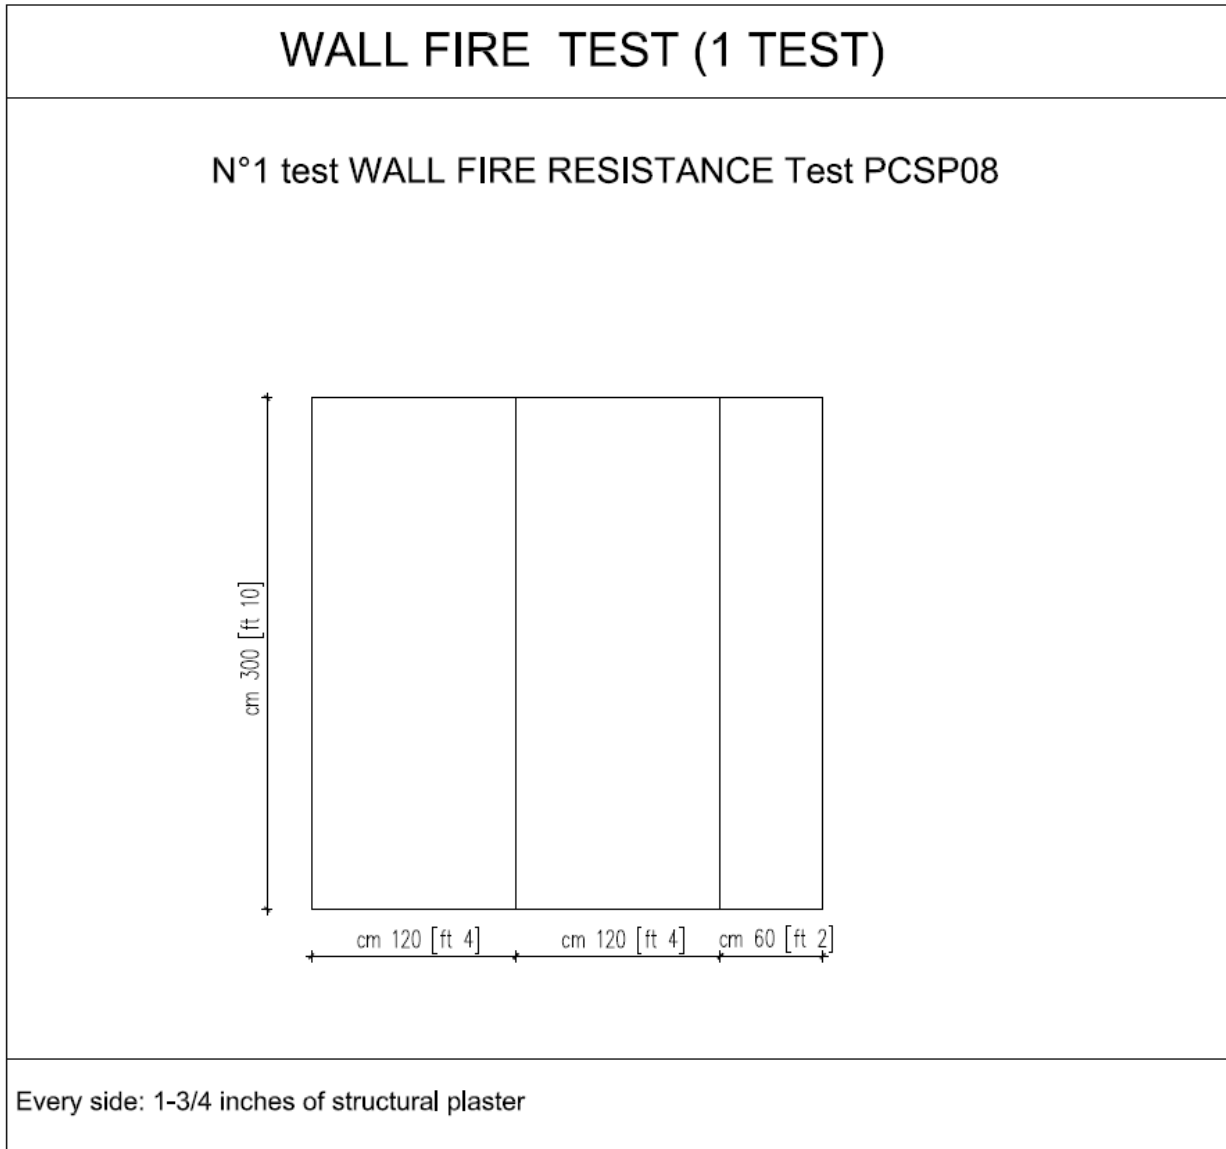 WALL FIRE TEST (1 TEST)
N°1 test WALL FIRE RESISTANCE Test PCSP08
cm 300 [ft 10]
cm 120 [ft 4]
cm 120 [ft 4]
cm 60 [ft 2]
Every side: 1-3/4 inches of structural plaster